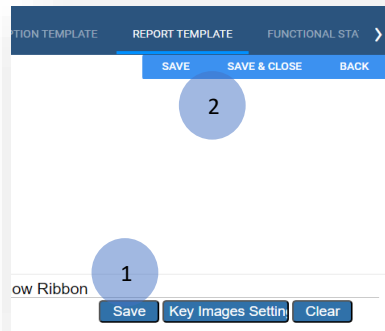 TION TEMPLATE REPORT TEMPLATE FUNCTIONAL STA
SAVE SAVE & CLOSE BACK
2
1
ow Ribbon
Save Key Images Settin Clear